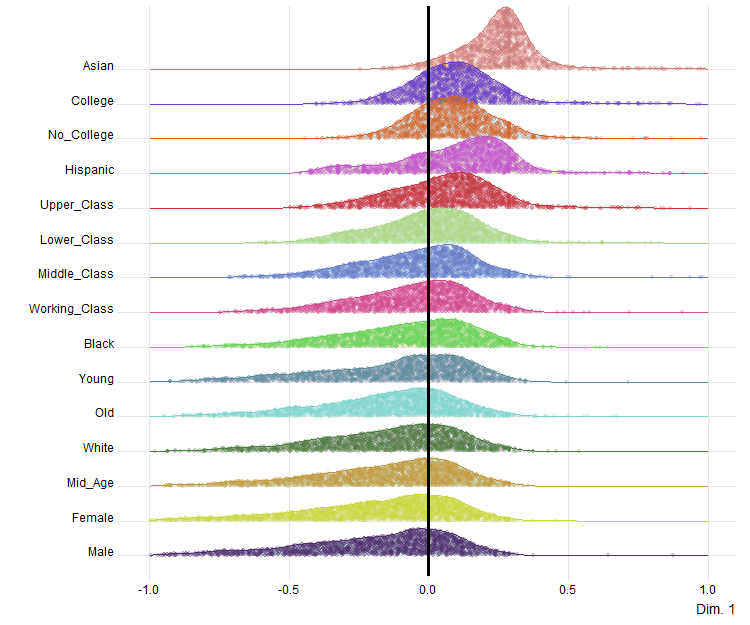 Asian
College
No_College
Hispanic
Upper_Class
Lower_Class
Middle_Class
Working_Class
Black
Young
Old
White
Mid_Age
Female
Male
-1.0 -0.5 0.0 0.5 1.0
Dim. 1